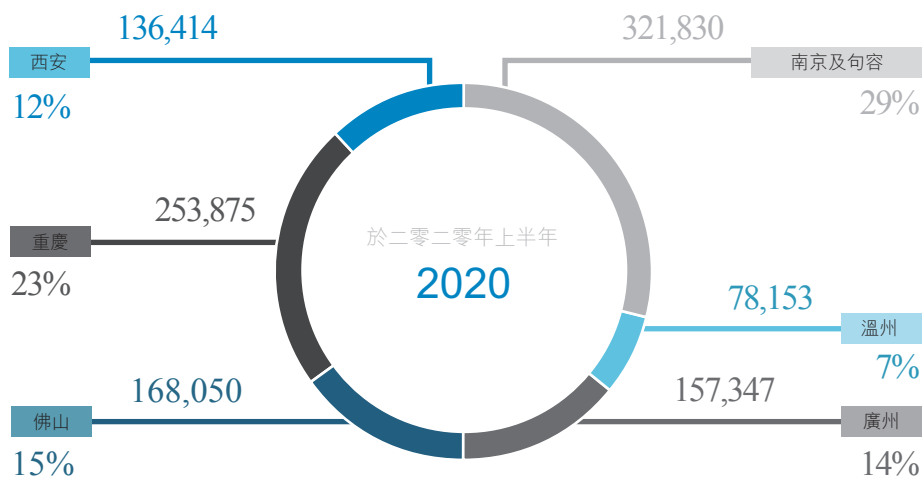 136,414
西安
12%
321,830
南京及句容
29%
253,875
重慶
23%
於二零二零年上半年
2020
78,153
溫州
7%
168,050
佛山
15%
157,347
廣州
14%